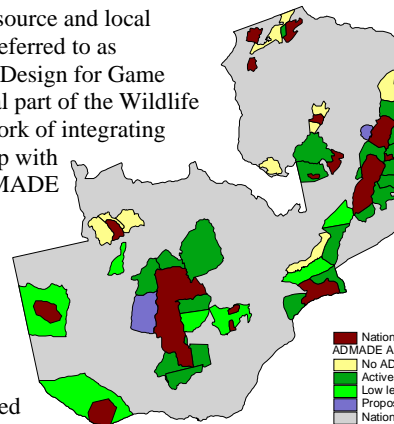 source and local
eferred to as
Design for Game
l part of the Wildlife
ork of integrating
p with
MADE
ed
Nation
ADMADE A
No AD
Active
Low le
Propos
Nation